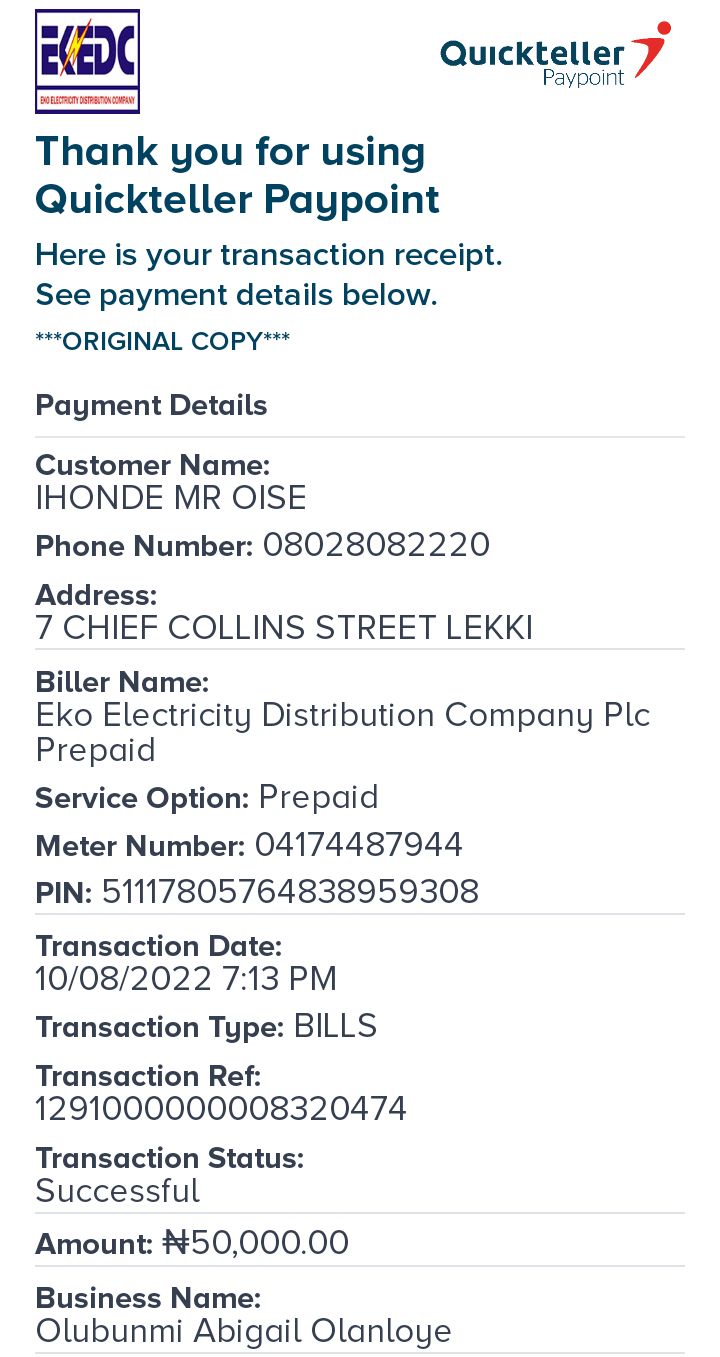 EKEDC
EKO ELECTRICITY DISTRIBUTION COMPANY
Quickteller
Paypoint
Thank you for using
Quickteller Paypoint
Here is your transaction receipt.
See payment details below.
***ORIGINAL COPY***
Payment Details
Customer Name:
IHONDE MR OISE
Phone Number: 08028082220
Address:
7 CHIEF COLLINS STREET LEKKI
Biller Name:
Eko Electricity Distribution Company Plc
Prepaid
Service Option: Prepaid
Meter Number: 04174487944
PIN: 51117805764838959308
Transaction Date:
10/08/2022 7:13 PM
Transaction Type: BILLS
Transaction Ref:
1291000000008320474
Transaction Status:
Successful
Amount: ₦50,000.00
Business Name:
Olubunmi Abigail Olanloye